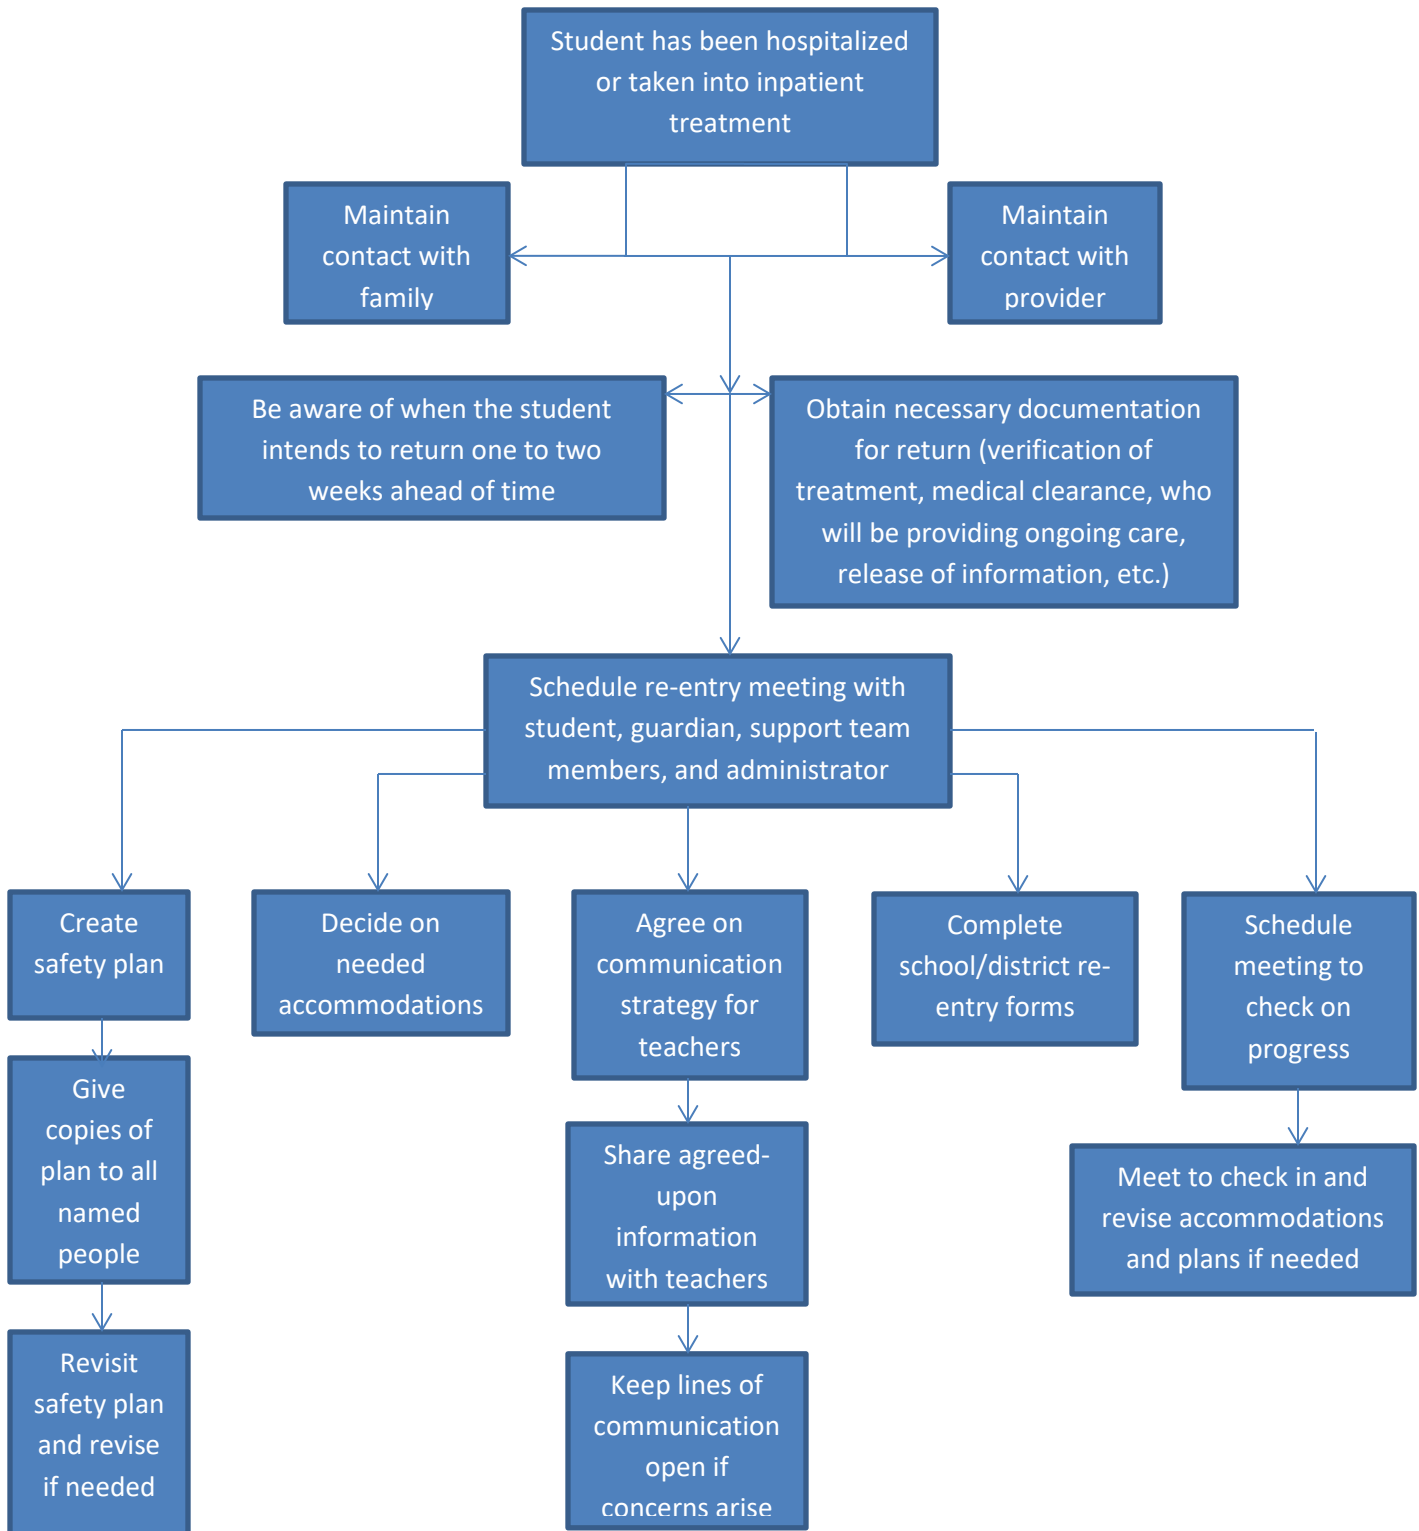 Student has been hospitalized
or taken into inpatient
treatment
Maintain
contact with
family
Maintain
contact with
provider
Be aware of when the student
intends to return one to two
weeks ahead of time
Obtain necessary documentation
for return (verification of
treatment, medical clearance, who
will be providing ongoing care,
release of information, etc.)
Schedule re-entry meeting with
student, guardian, support team
members, and administrator
Create
safety plan
Decide on
needed
accommodations
Agree on
communication
strategy for
teachers
Complete
school/district re-
entry forms
Schedule
meeting to
check on
progress
Give
copies of
plan to all
named
people
Share agreed-
upon
information
with teachers
Meet to check in and
revise accommodations
and plans if needed
Revisit
safety plan
and revise
if needed
Keep lines of
communication
open if
concerns arise